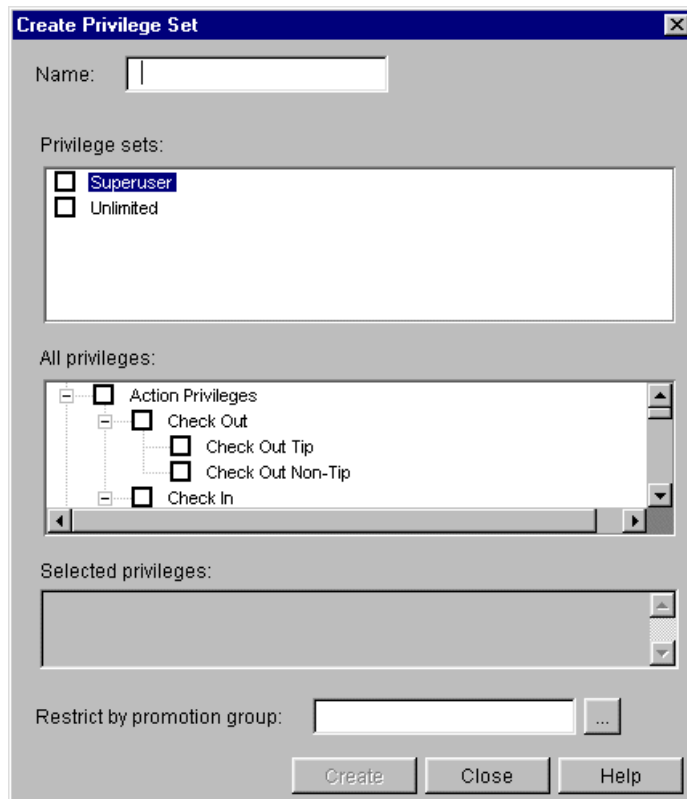 Create Privilege Set
Name:
Privilege sets:
Superuser
Unlimited
All privileges:
Action Privileges
Check Out
Check Out Tip
Check Out Non-Tip
Check In
Selected privileges:
Restrict by promotion group:
...
Create Close Help